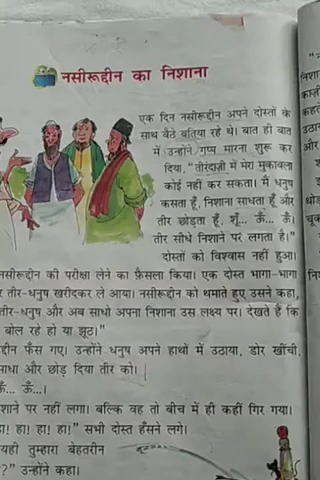 नसीरूद्दीन का निशाना
एक दिन नसीरूद्दीन अपने दोस्तों के
साथ बैठे बतिया रहे थे। बात ही बात
में उन्होंने गप्प मारना शुरू कर
दिया, "तीरंदाज़ी में मेरा मुकाबला
कोई नहीं कर सकता। मैं धनुष
कसता हूँ, निशाना साधता हूँ और
तीर छोड़ता हूँ, शूँ... ऊँ... ऊँ।
तीर सीधे निशाने पर लगता है।"
दोस्तों को विश्वास नहीं हुआ।
नसीरूद्दीन की परीक्षा लेने का फ़ैसला किया। एक दोस्त भागा-भागा
तीर-धनुष खरीदकर ले आया। नसीरूद्दीन को थमाते हुए उसने कहा,
तीर-धनुष और अब साधो अपना निशाना उस लक्ष्य पर। देखते हैं कि
बोल रहे हो या झूठ।"
द्दीन फँस गए। उन्होंने धनुष अपने हाथों में उठाया, डोर खींची,
साधा और छोड़ दिया तीर को।
ऊँ... ऊँ...।
शाने पर नहीं लगा। बल्कि वह तो बीच में ही कहीं गिर गया।
हा! हा! हा! हा!" सभी दोस्त हँसने लगे।
यही तुम्हारा बेहतरीन
?" उन्होंने कहा।